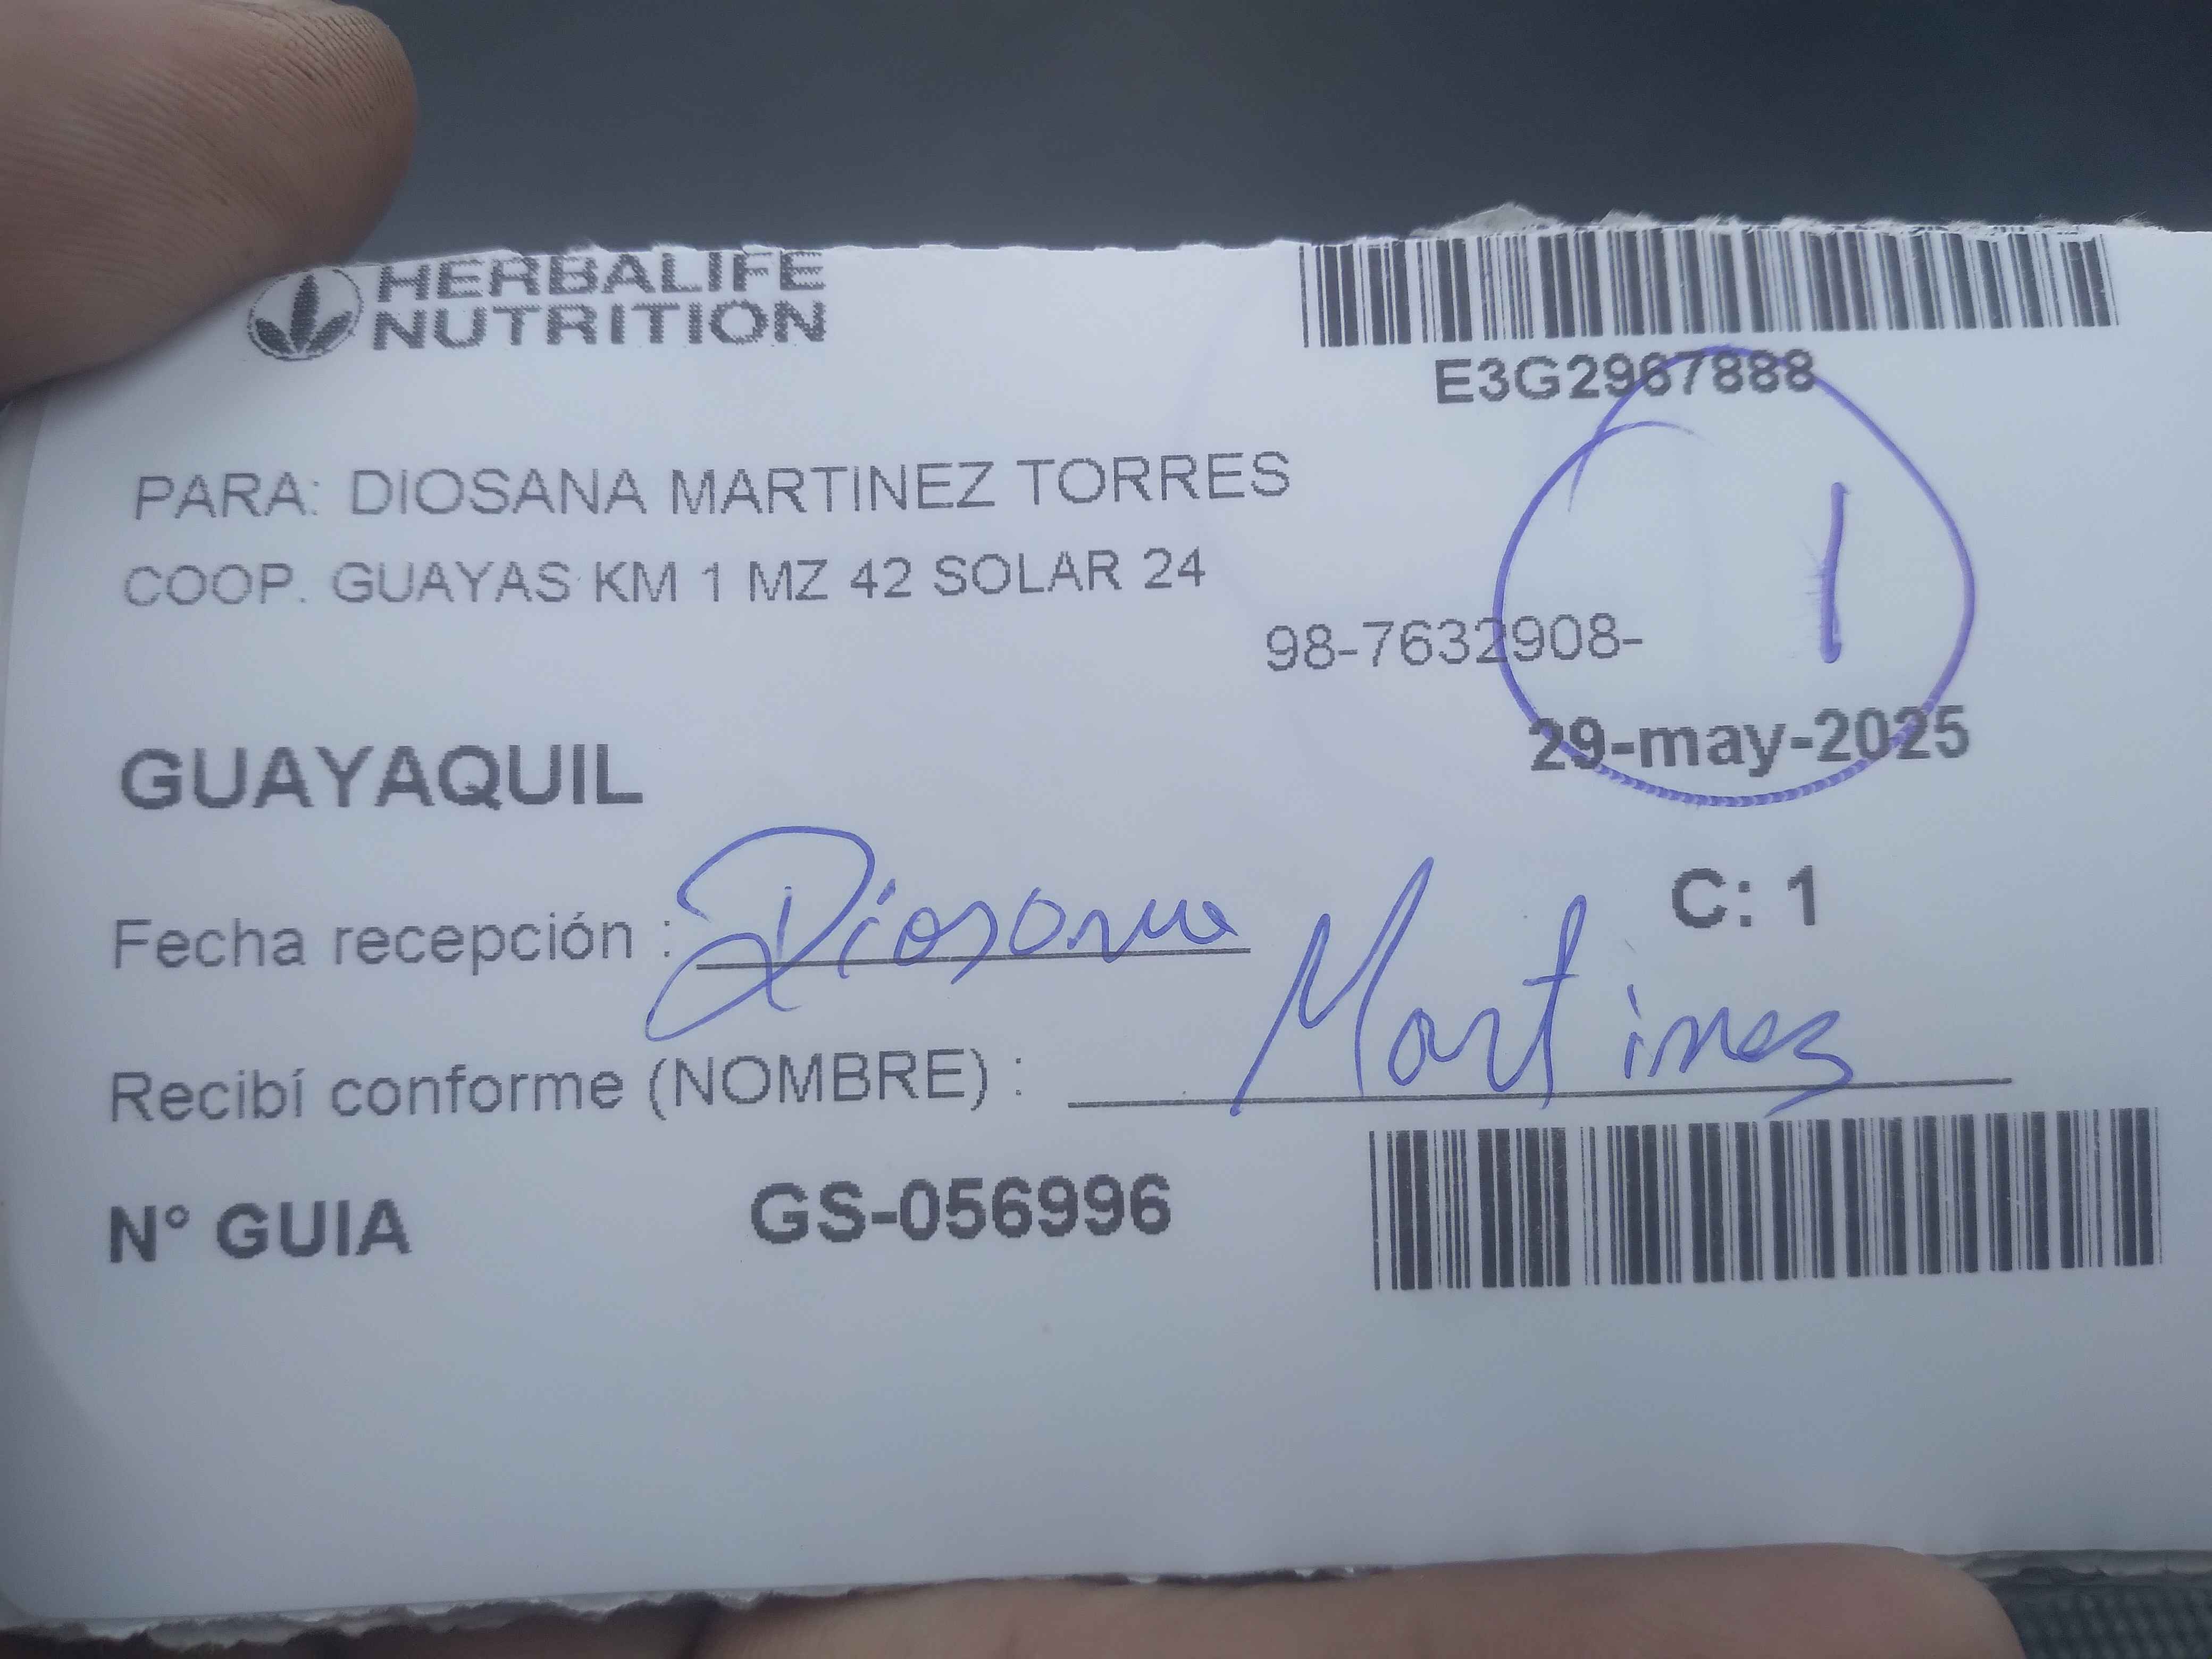 HERBALIFE
NUTRITION
E3G2967888
PARA: DIOSANA MARTINEZ TORRES
COOP. GUAYAS KM 1 MZ 42 SOLAR 24
98-7632908-
1
29-may-2025
GUAYAQUIL
C: 1
Fecha recepción : Diosana
Recibí conforme (NOMBRE) : Martinez
N° GUIA GS-056996